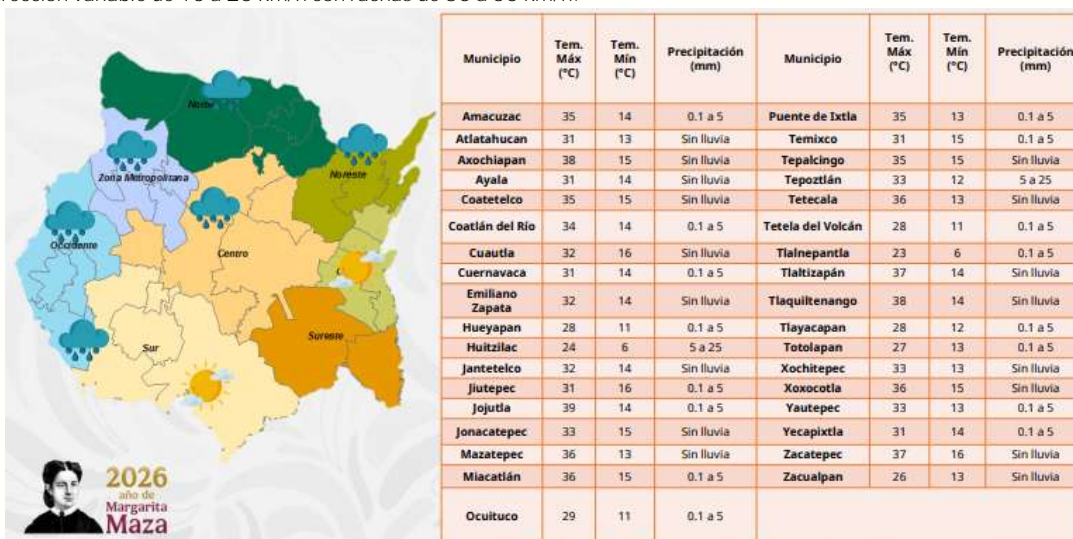 Norte
Noreste
Zona Metropolitana
Occidente
Centro
Sur
Sureste
2026
año de
Margarita
Maza
Municipio Tem. Máx (°C) Tem. Mín (°C) Precipitación (mm) Municipio Tem. Máx (°C) Tem. Mín (°C) Precipitación (mm)
Amacuzac 35 14 0.1 a 5 Puente de Ixtla 35 13 0.1 a 5
Atlatahucan 31 13 Sin lluvia Temixco 31 15 0.1 a 5
Axochiapan 38 15 Sin lluvia Tepalcingo 35 15 Sin lluvia
Ayala 31 14 Sin lluvia Tepoztlán 33 12 5 a 25
Coatetelco 35 15 Sin lluvia Tetecala 36 13 Sin lluvia
Coatlán del Río 34 14 0.1 a 5 Tetela del Volcán 28 11 0.1 a 5
Cuautla 32 16 Sin lluvia Tlalnepantla 23 6 0.1 a 5
Cuernavaca 31 14 0.1 a 5 Tlaltizapán 37 14 Sin lluvia
Emiliano Zapata 32 14 Sin lluvia Tlaquiltenango 38 14 Sin lluvia
Hueyapan 28 11 0.1 a 5 Tlayacapan 28 12 0.1 a 5
Huitzilac 24 6 5 a 25 Totolapan 27 13 0.1 a 5
Jantetelco 32 14 Sin lluvia Xochitepec 33 13 Sin lluvia
Jiutepec 31 16 0.1 a 5 Xoxocotla 36 15 Sin lluvia
Jojutla 39 14 0.1 a 5 Yautepec 33 13 0.1 a 5
Jonacatepec 33 15 Sin lluvia Yecapixtla 31 14 0.1 a 5
Mazatepec 36 13 Sin lluvia Zacatepec 37 16 Sin lluvia
Miacatlán 36 15 0.1 a 5 Zacualpan 26 13 Sin lluvia
Ocuituco 29 11 0.1 a 5